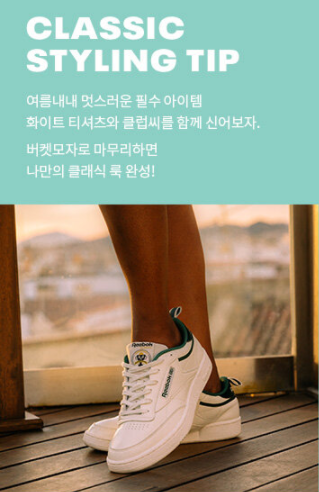 CLASSIC
STYLING TIP
여름내내 멋스러운 필수 아이템
화이트 티셔츠와 클럽씨를 함께 신어보자.
버켓모자로 마무리하면
나만의 클래식 룩 완성!
Reebok
Reebok